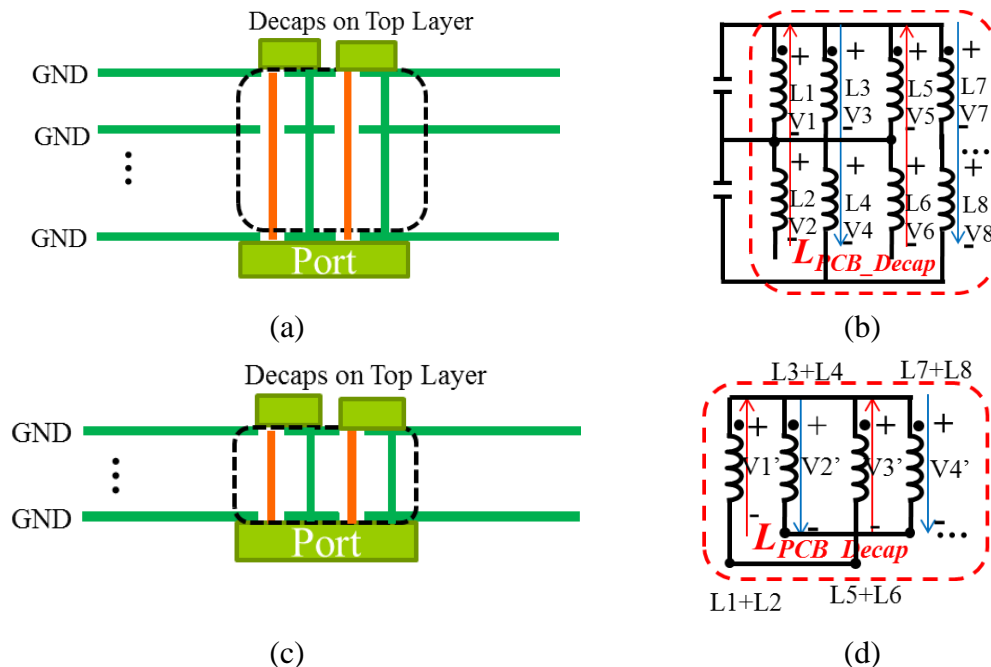 Decaps on Top Layer
GND
GND
⋮
GND
Port
(a)
+ + + +
L1 L3 L5 L7
V1 V3 V5 V7
- - - -
...
+ + + +
L2 L4 L6 L8
V2 V4 V6 V8
- - - -
L_PCB_Decap
(b)
Decaps on Top Layer
GND
⋮
GND
Port
(c)
L3+L4 L7+L8
+ + + +
V1’ V2’ V3’ V4’
- - - -
L_PCB_Decap ...
L1+L2 L5+L6
(d)